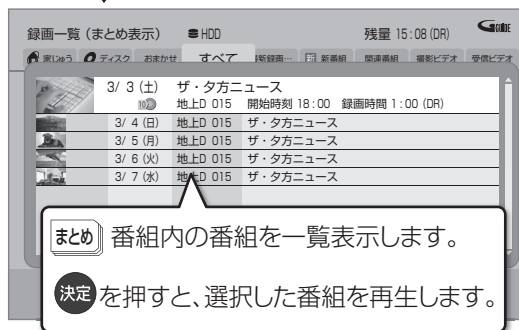 録画一覧（まとめ表示） HDD 残量 15:08 (DR) G-GUIDE
家じゅう ディスク おまかせ すべて 新番組 関連番組 撮影ビデオ 受信ビデオ
3/ 3 (土) ザ・夕方ニュース
地上D 015 開始時刻 18:00 録画時間 1:00 (DR)
3/ 4 (日) 地上D 015 ザ・夕方ニュース
3/ 5 (月) 地上D 015 ザ・夕方ニュース
3/ 6 (火) 地上D 015 ザ・夕方ニュース
3/ 7 (水) 地上D 015 ザ・夕方ニュース
まとめ 番組内の番組を一覧表示します。
決定 を押すと、選択した番組を再生します。